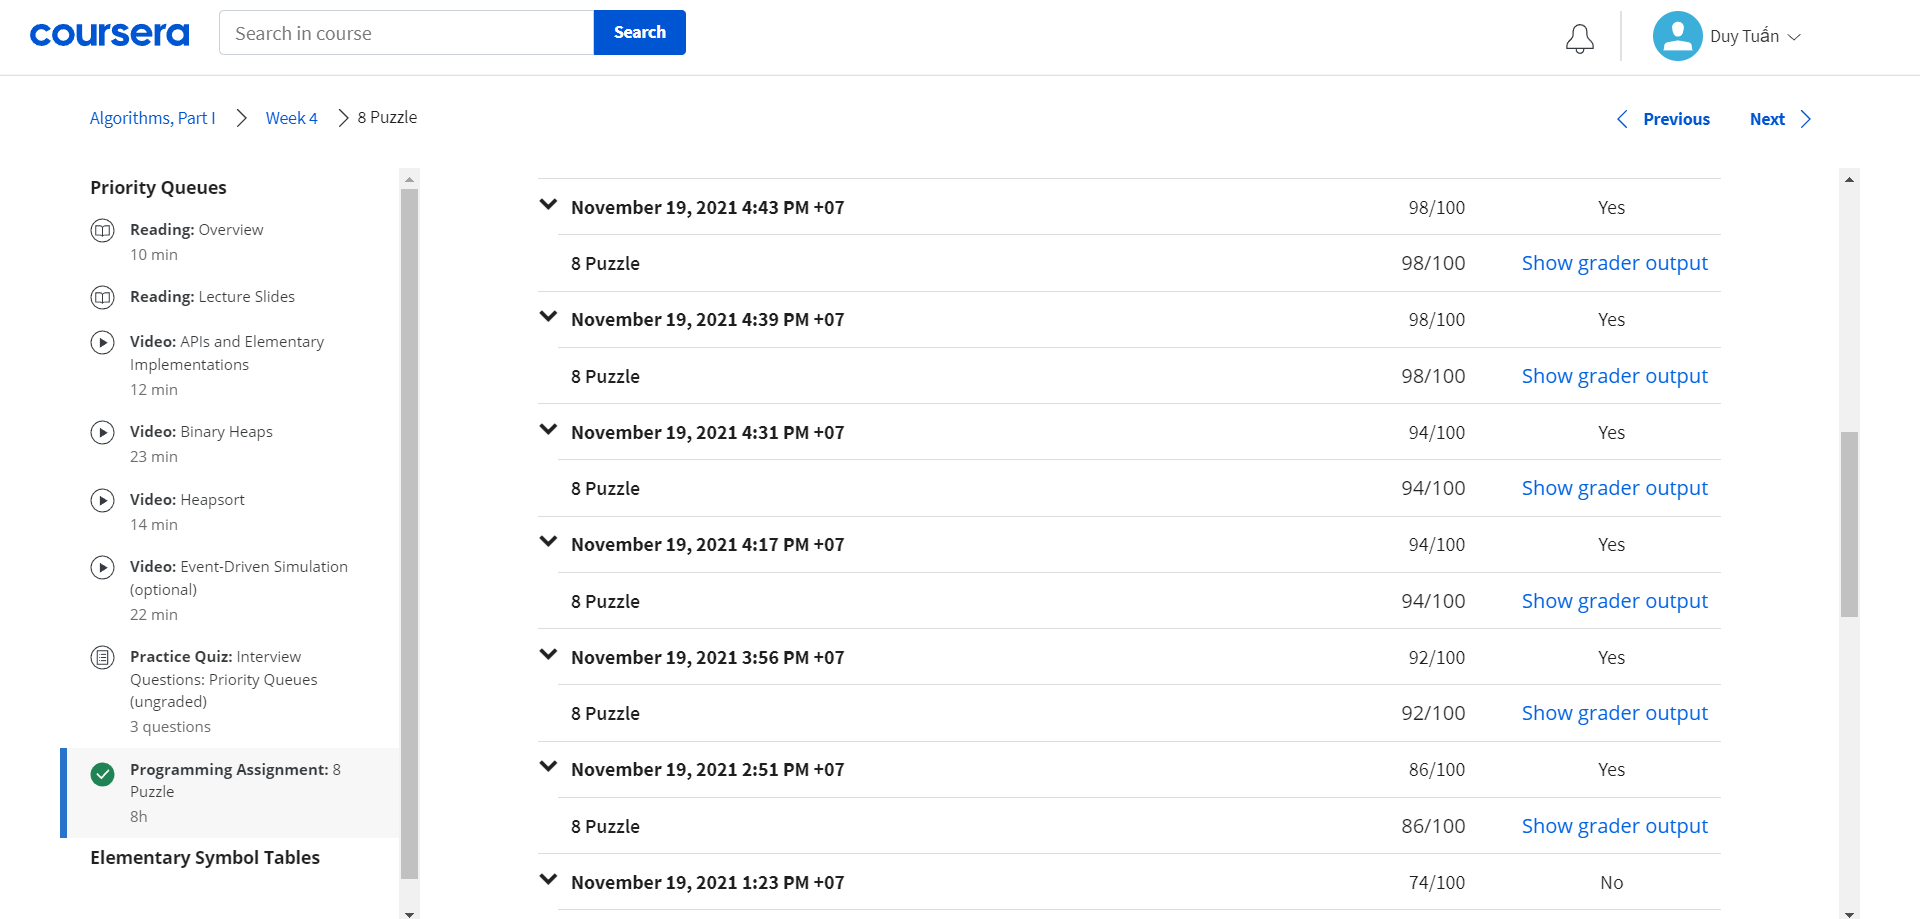 coursera
Search in course
Search
Duy Tuấn
Algorithms, Part I
Week 4
8 Puzzle
Previous
Next
Priority Queues
Reading: Overview
10 min
Reading: Lecture Slides
Video: APIs and Elementary
Implementations
12 min
Video: Binary Heaps
23 min
Video: Heapsort
14 min
Video: Event-Driven Simulation
(optional)
22 min
Practice Quiz: Interview
Questions: Priority Queues
(ungraded)
3 questions
Programming Assignment: 8
Puzzle
8h
Elementary Symbol Tables
November 19, 2021 4:43 PM +07 98/100 Yes
8 Puzzle 98/100 Show grader output
November 19, 2021 4:39 PM +07 98/100 Yes
8 Puzzle 98/100 Show grader output
November 19, 2021 4:31 PM +07 94/100 Yes
8 Puzzle 94/100 Show grader output
November 19, 2021 4:17 PM +07 94/100 Yes
8 Puzzle 94/100 Show grader output
November 19, 2021 3:56 PM +07 92/100 Yes
8 Puzzle 92/100 Show grader output
November 19, 2021 2:51 PM +07 86/100 Yes
8 Puzzle 86/100 Show grader output
November 19, 2021 1:23 PM +07 74/100 No